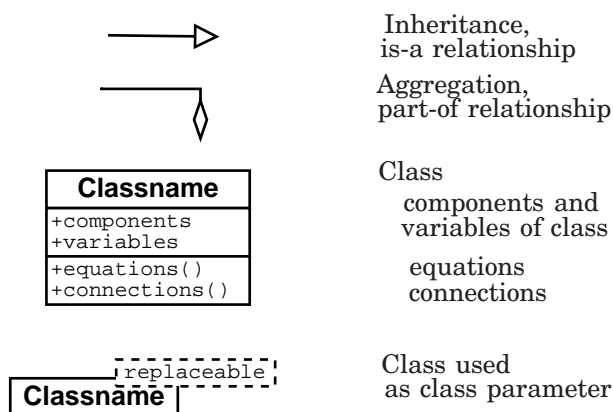 Inheritance,
is-a relationship
Aggregation,
part-of relationship
Classname
+components
+variables
+equations()
+connections()
Class
components and
variables of class
equations
connections
replaceable
Classname
Class used
as class parameter